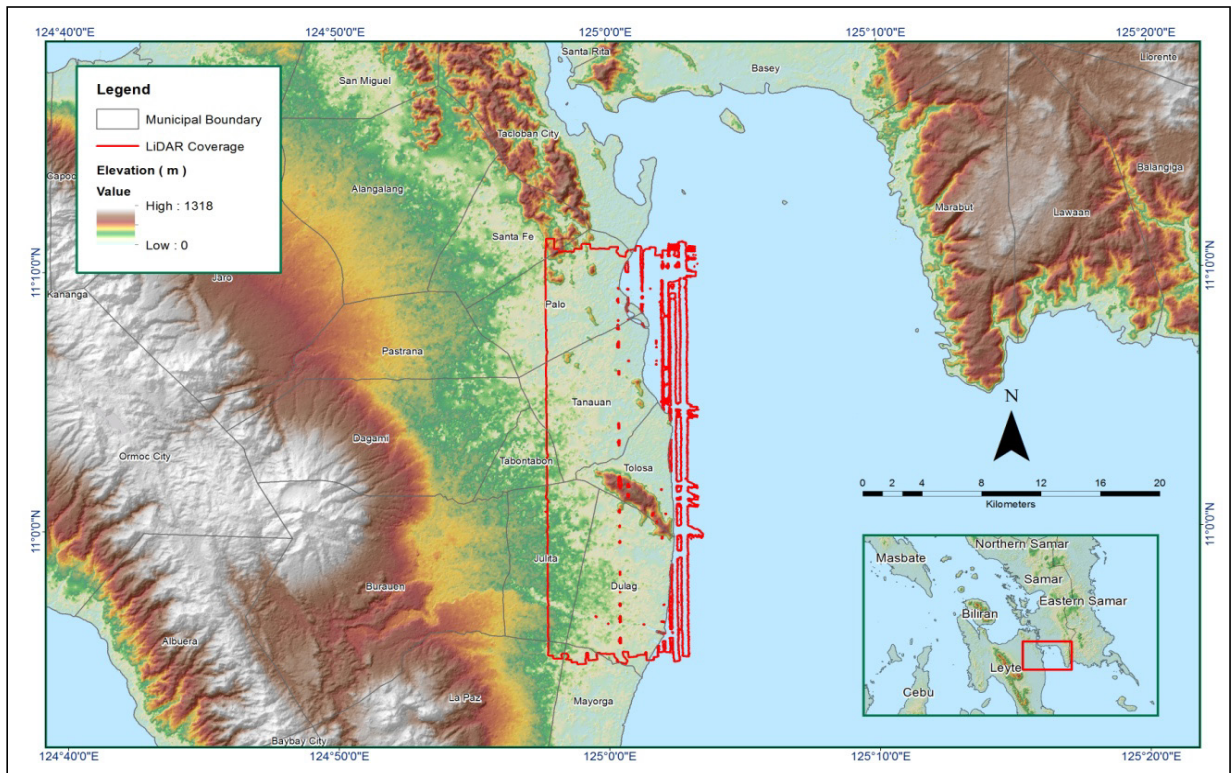 124°40'0"E
124°50'0"E
125°0'0"E
125°10'0"E
125°20'0"E
Legend
Municipal Boundary
LiDAR Coverage
Elevation ( m )
Value
High : 1318
Low : 0
Santa Rita
Basey
Llorente
San Miguel
Tacloban City
Balangiga
Alangalang
Marabut
Lawaan
Santa Fe
11°10'0"N
Jaro
11°10'0"N
Kananga
Palo
Pastrana
N
Tanauan
Dagami
Ormoc City
Tabontabon
Tolosa
0 2 4 8 12 16 20
Kilometers
11°0'0"N
11°0'0"N
Julita
Burauen
Dulag
Albuera
La Paz
Mayorga
Baybay City
Northern Samar
Masbate
Samar
Eastern Samar
Biliran
Leyte
Cebu
124°40'0"E
124°50'0"E
125°0'0"E
125°10'0"E
125°20'0"E